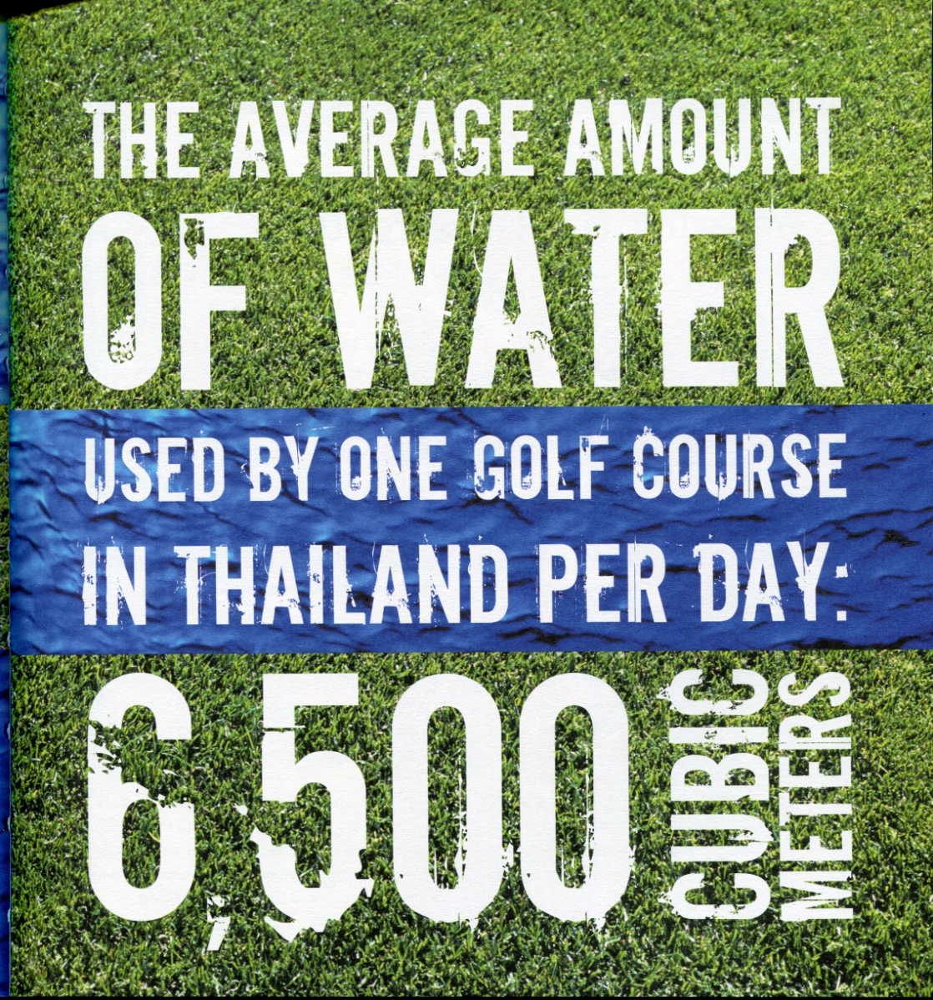 THE AVERAGE AMOUNT
OF WATER
USED BY ONE GOLF COURSE
IN THAILAND PER DAY:
6,500
CUBIC
METERS